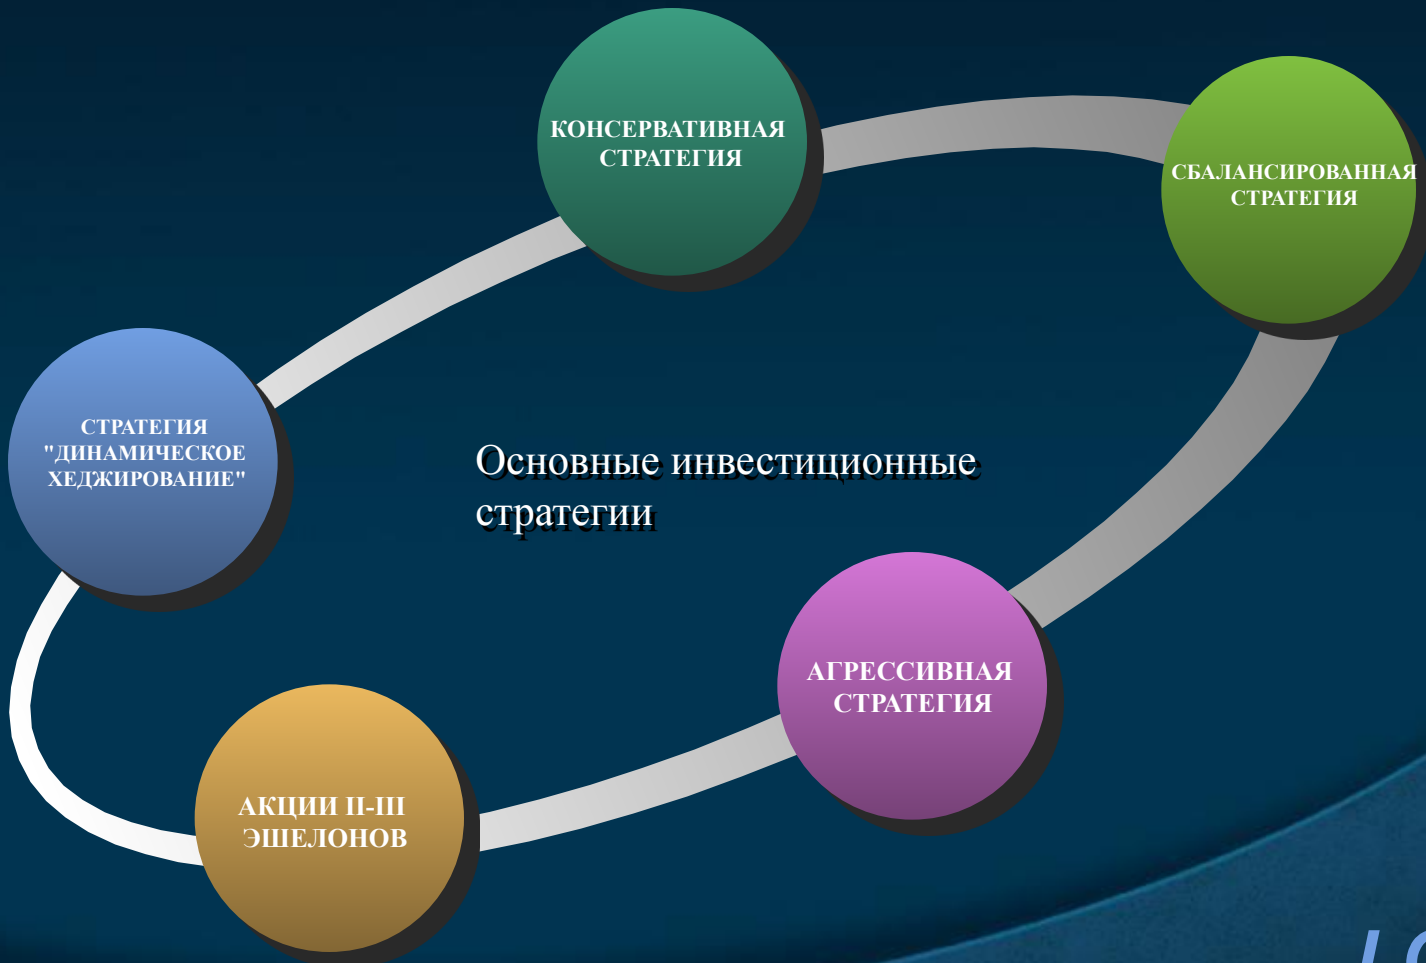 КОНСЕРВАТИВНАЯ
СТРАТЕГИЯ
СБАЛАНСИРОВАННАЯ
СТРАТЕГИЯ
СТРАТЕГИЯ
"ДИНАМИЧЕСКОЕ
ХЕДЖИРОВАНИЕ"
Основные инвестиционные
стратегии
АГРЕССИВНАЯ
СТРАТЕГИЯ
АКЦИИ II-III
ЭШЕЛОНОВ